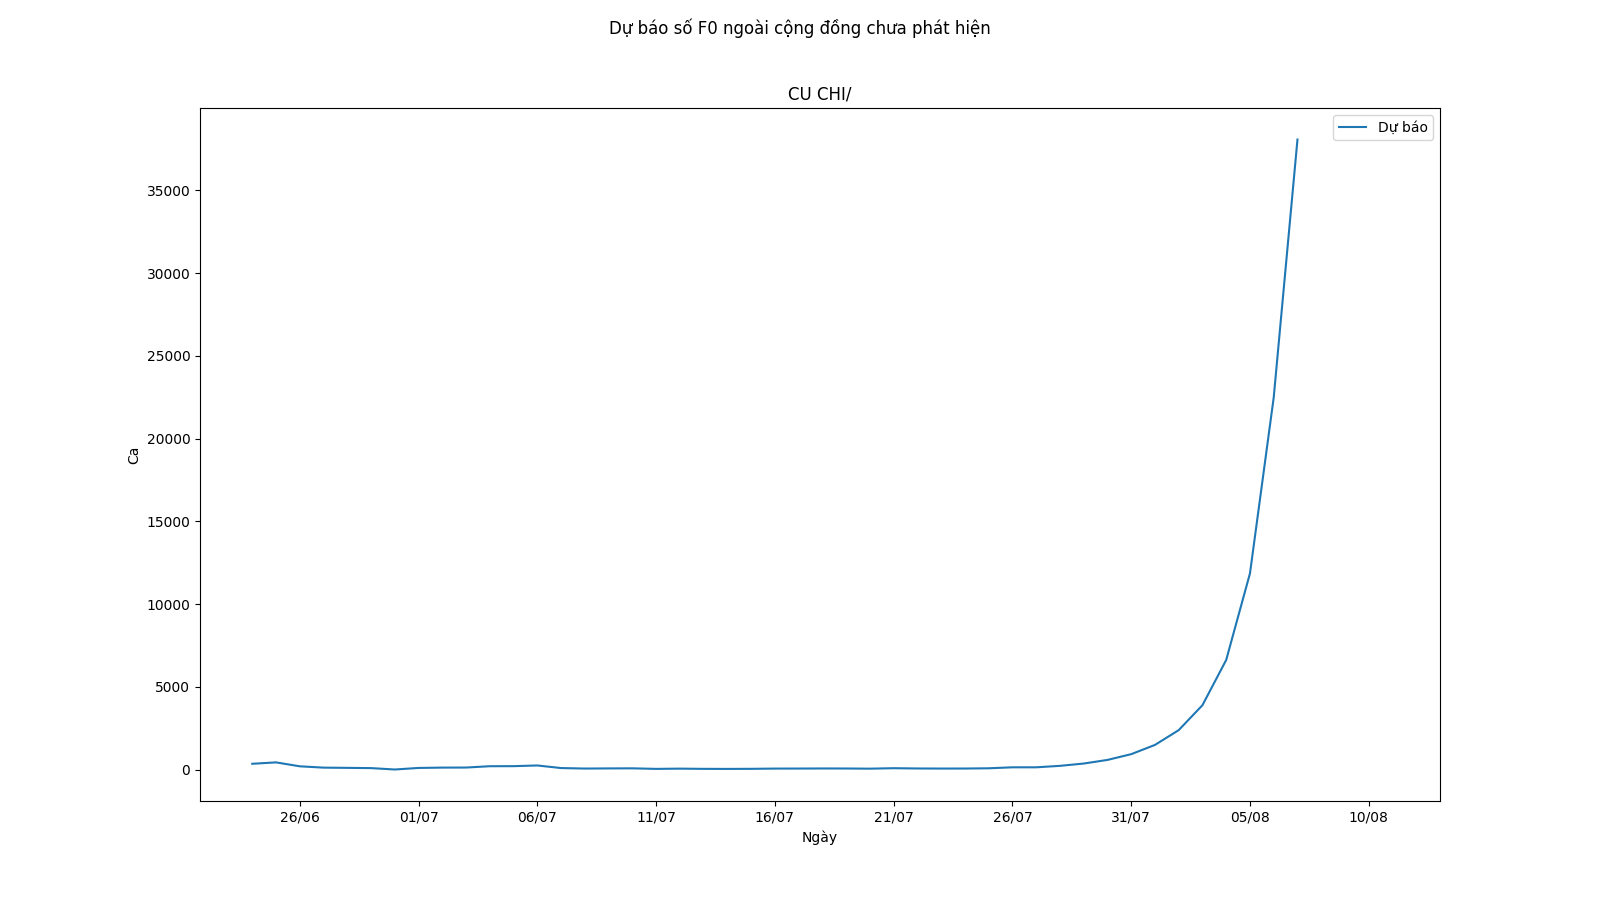 Dự báo số F0 ngoài cộng đồng chưa phát hiện
CU CHI/
Dự báo
35000
30000
25000
20000
15000
10000
5000
0
Ca
26/06 01/07 06/07 11/07 16/07 21/07 26/07 31/07 05/08 10/08
Ngày